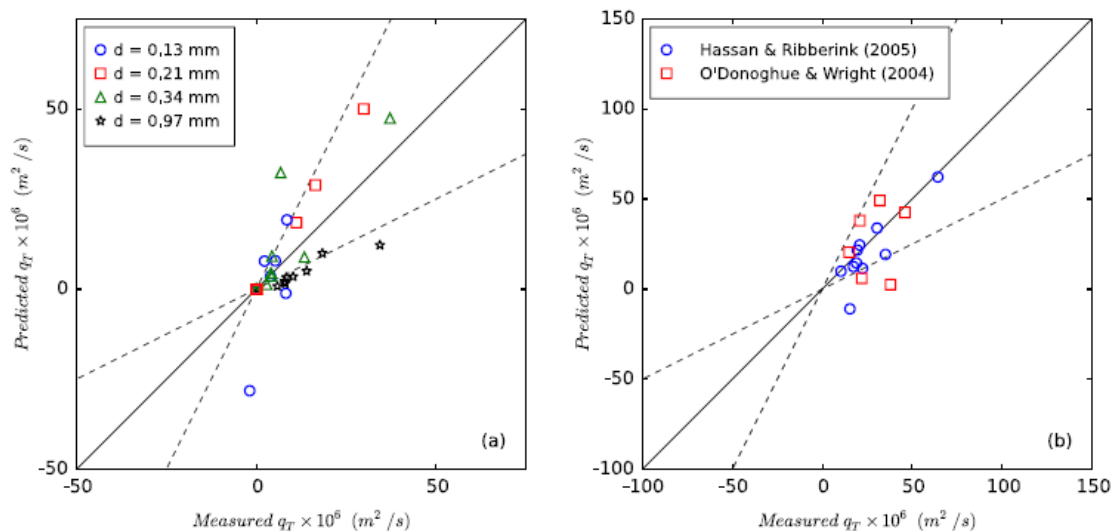 d = 0,13 mm
d = 0,21 mm
d = 0,34 mm
d = 0,97 mm
50
0
-50
-50
0
50
Predicted q_T × 10^6 (m^2 /s)
Measured q_T × 10^6 (m^2 /s)
(a)
Hassan & Ribberink (2005)
O'Donoghue & Wright (2004)
150
100
50
0
-50
-100
-100
-50
0
50
100
150
Predicted q_T × 10^6 (m^2 /s)
Measured q_T × 10^6 (m^2 /s)
(b)